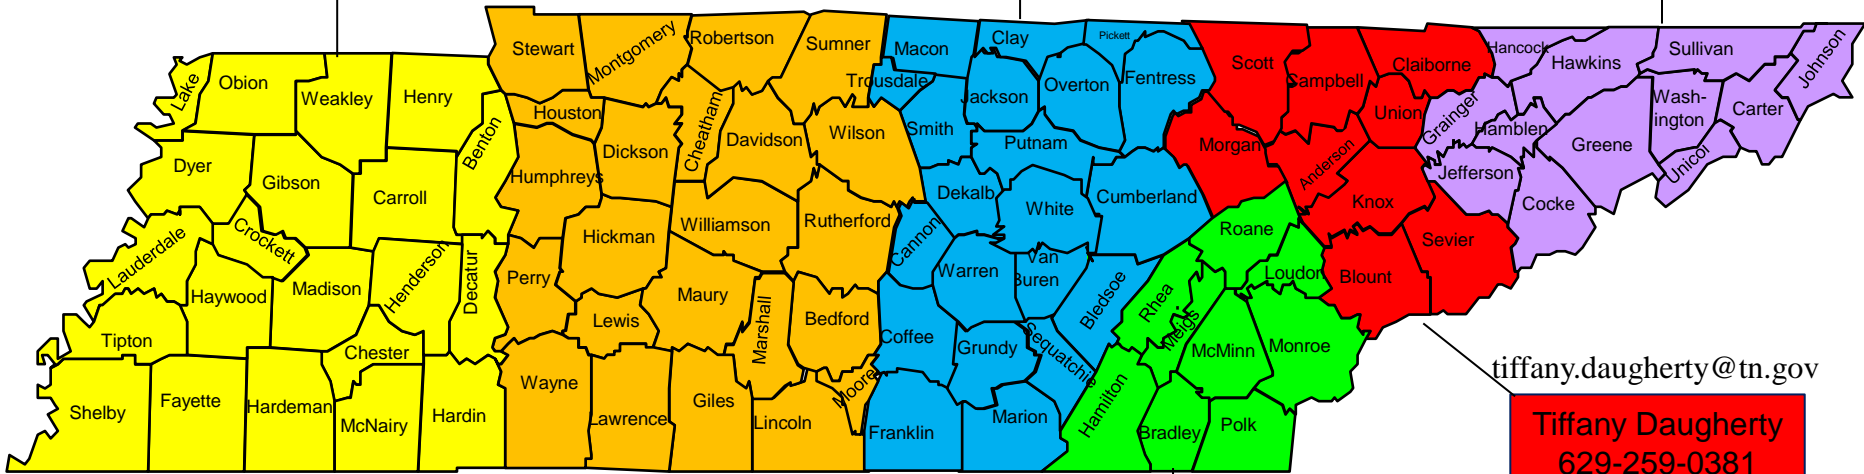 Lake
Obion
Weakley
Henry
Dyer
Gibson
Carroll
Benton
Lauderdale
Crockett
Haywood
Madison
Henderson
Decatur
Tipton
Chester
Shelby
Fayette
Hardeman
McNairy
Hardin
Stewart
Montgomery
Robertson
Sumner
Houston
Dickson
Cheatham
Davidson
Wilson
Humphreys
Hickman
Williamson
Rutherford
Perry
Lewis
Maury
Marshall
Bedford
Wayne
Lawrence
Giles
Lincoln
Moore
Macon
Clay
Pickett
Trousdale
Jackson
Overton
Fentress
Smith
Putnam
Dekalb
White
Cumberland
Cannon
Warren
Van
Buren
Bledsoe
Coffee
Grundy
Sequatchie
Franklin
Marion
Scott
Campbell
Claiborne
Union
Morgan
Anderson
Knox
Blount
Sevier
Roane
Loudon
Rhea
Meigs
McMinn
Monroe
Hamilton
Bradley
Polk
Hancock
Hawkins
Sullivan
Johnson
Grainger
Hamblen
Greene
Wash-
ington
Carter
Unicoi
Jefferson
Cocke
tiffany.daugherty@tn.gov
Tiffany Daugherty
629-259-0381